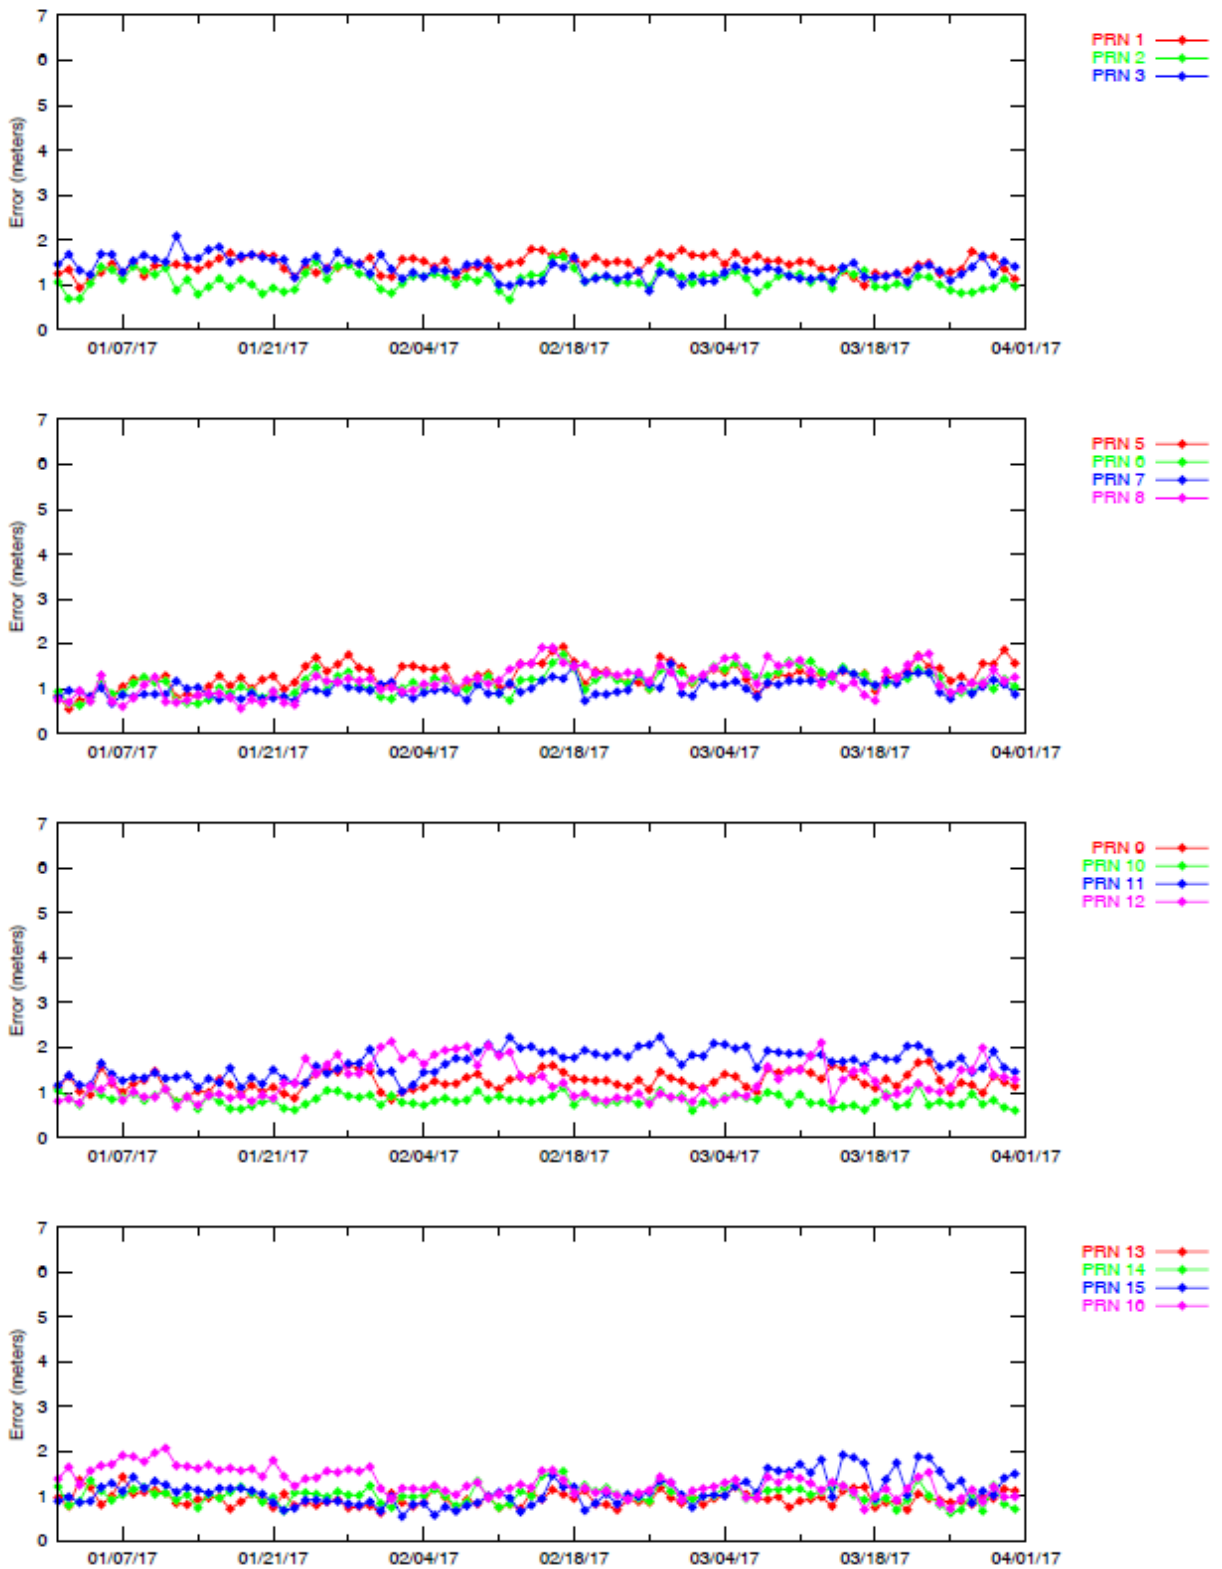 7
6
5
4
3
2
1
0
Error (meters)
01/07/17 01/21/17 02/04/17 02/18/17 03/04/17 03/18/17 04/01/17
PRN 1
PRN 2
PRN 3
7
6
5
4
3
2
1
0
Error (meters)
01/07/17 01/21/17 02/04/17 02/18/17 03/04/17 03/18/17 04/01/17
PRN 5
PRN 6
PRN 7
PRN 8
7
6
5
4
3
2
1
0
Error (meters)
01/07/17 01/21/17 02/04/17 02/18/17 03/04/17 03/18/17 04/01/17
PRN 9
PRN 10
PRN 11
PRN 12
7
6
5
4
3
2
1
0
Error (meters)
01/07/17 01/21/17 02/04/17 02/18/17 03/04/17 03/18/17 04/01/17
PRN 13
PRN 14
PRN 15
PRN 16